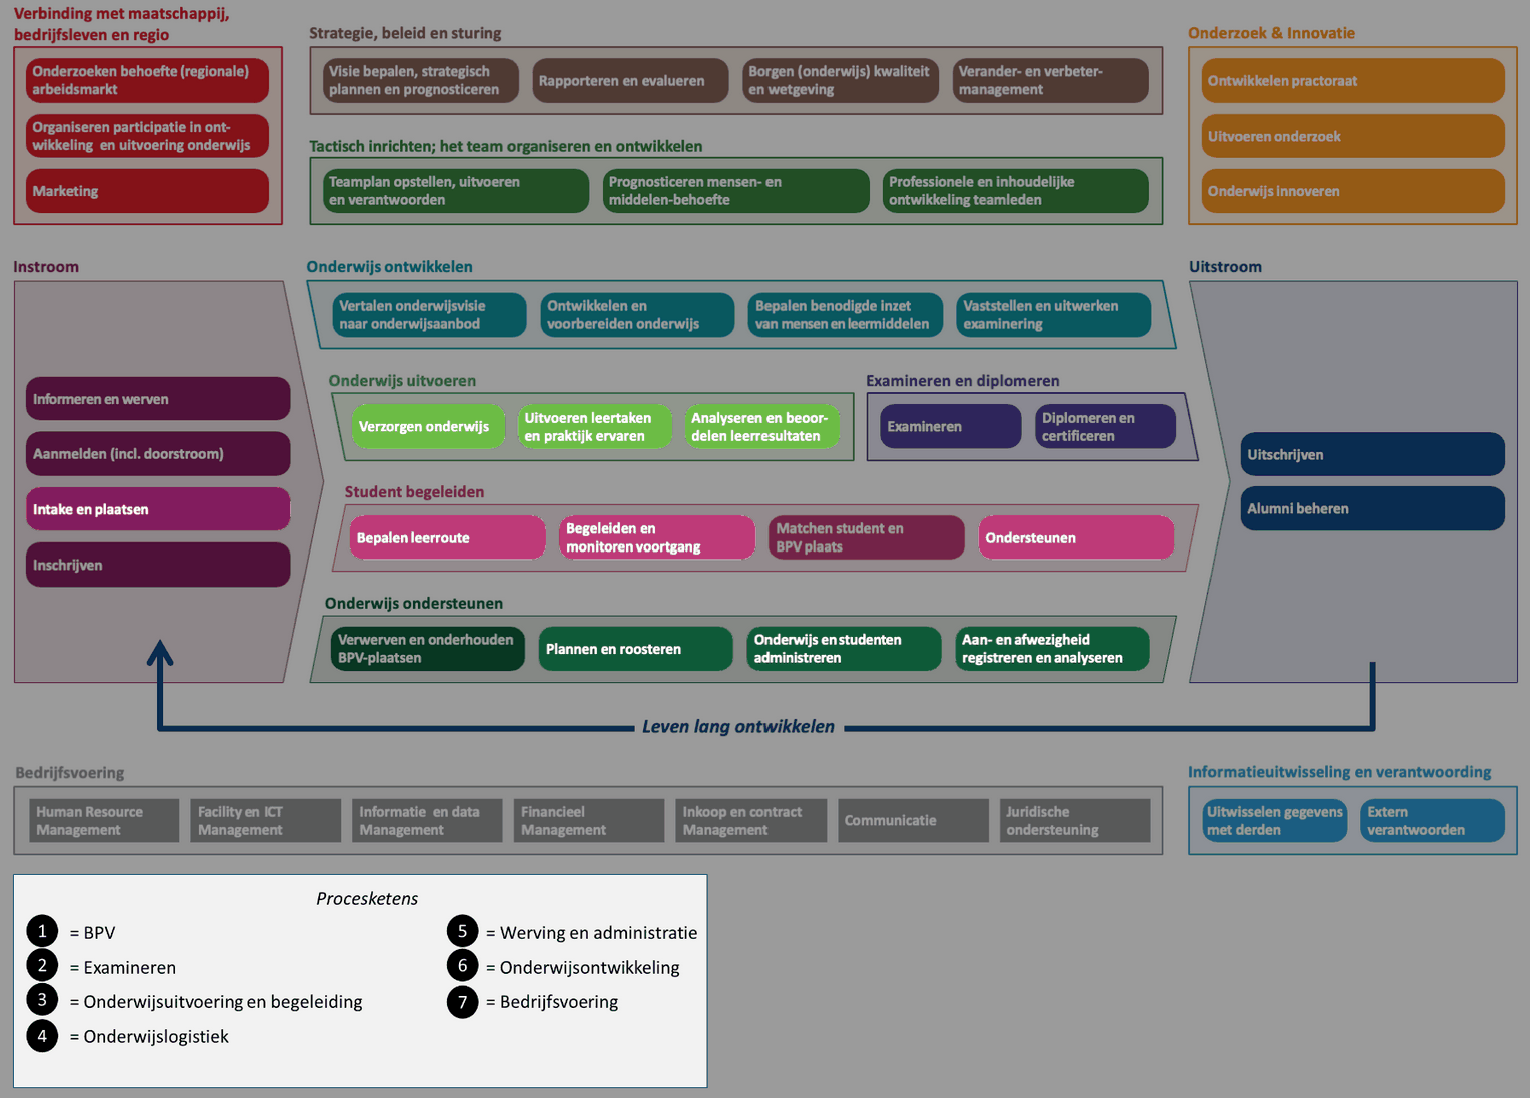 Verbinding met maatschappij,
bedrijfsleven en regio
Onderzoeken behoefte (regionale)
arbeidsmarkt
Organiseren participatie in ont-
wikkeling en uitvoering onderwijs
Marketing
Strategie, beleid en sturing
Visie bepalen, strategisch
plannen en prognosticeren
Rapporteren en evalueren
Borgen (onderwijs) kwaliteit
en wetgeving
Verander- en verbeter-
management
Tactisch inrichten; het team organiseren en ontwikkelen
Teamplan opstellen, uitvoeren
en verantwoorden
Prognosticeren mensen- en
middelen-behoefte
Professionele en inhoudelijke
ontwikkeling teamleden
Onderzoek & Innovatie
Ontwikkelen practoraat
Uitvoeren onderzoek
Onderwijs innoveren
Instroom
Informeren en werven
Aanmelden (incl. doorstroom)
Intake en plaatsen
Inschrijven
Onderwijs ontwikkelen
Vertalen onderwijsvisie
naar onderwijsaanbod
Ontwikkelen en
voorbereiden onderwijs
Bepalen benodigde inzet
van mensen en leermiddelen
Vaststellen en uitwerken
examinering
Onderwijs uitvoeren
Verzorgen onderwijs
Uitvoeren leertaken
en praktijk ervaren
Analyseren en beoor-
delen leerresultaten
Examineren en diplomeren
Examineren
Diplomeren en
certificeren
Student begeleiden
Bepalen leerroute
Begeleiden en
monitoren voortgang
Matchen student en
BPV plaats
Ondersteunen
Onderwijs ondersteunen
Verwerven en onderhouden
BPV-plaatsen
Plannen en roosteren
Onderwijs en studenten
administreren
Aan- en afwezigheid
registreren en analyseren
Uitstroom
Uitschrijven
Alumni beheren
Leven lang ontwikkelen
Bedrijfsvoering
Human Resource
Management
Facility en ICT
Management
Informatie en data
Management
Financieel
Management
Inkoop en contract
Management
Communicatie
Juridische
ondersteuning
Informatieuitwisseling en verantwoording
Uitwisselen gegevens
met derden
Extern
verantwoorden
Procesketens
1 = BPV
2 = Examineren
3 = Onderwijsuitvoering en begeleiding
4 = Onderwijslogistiek
5 = Werving en administratie
6 = Onderwijsontwikkeling
7 = Bedrijfsvoering